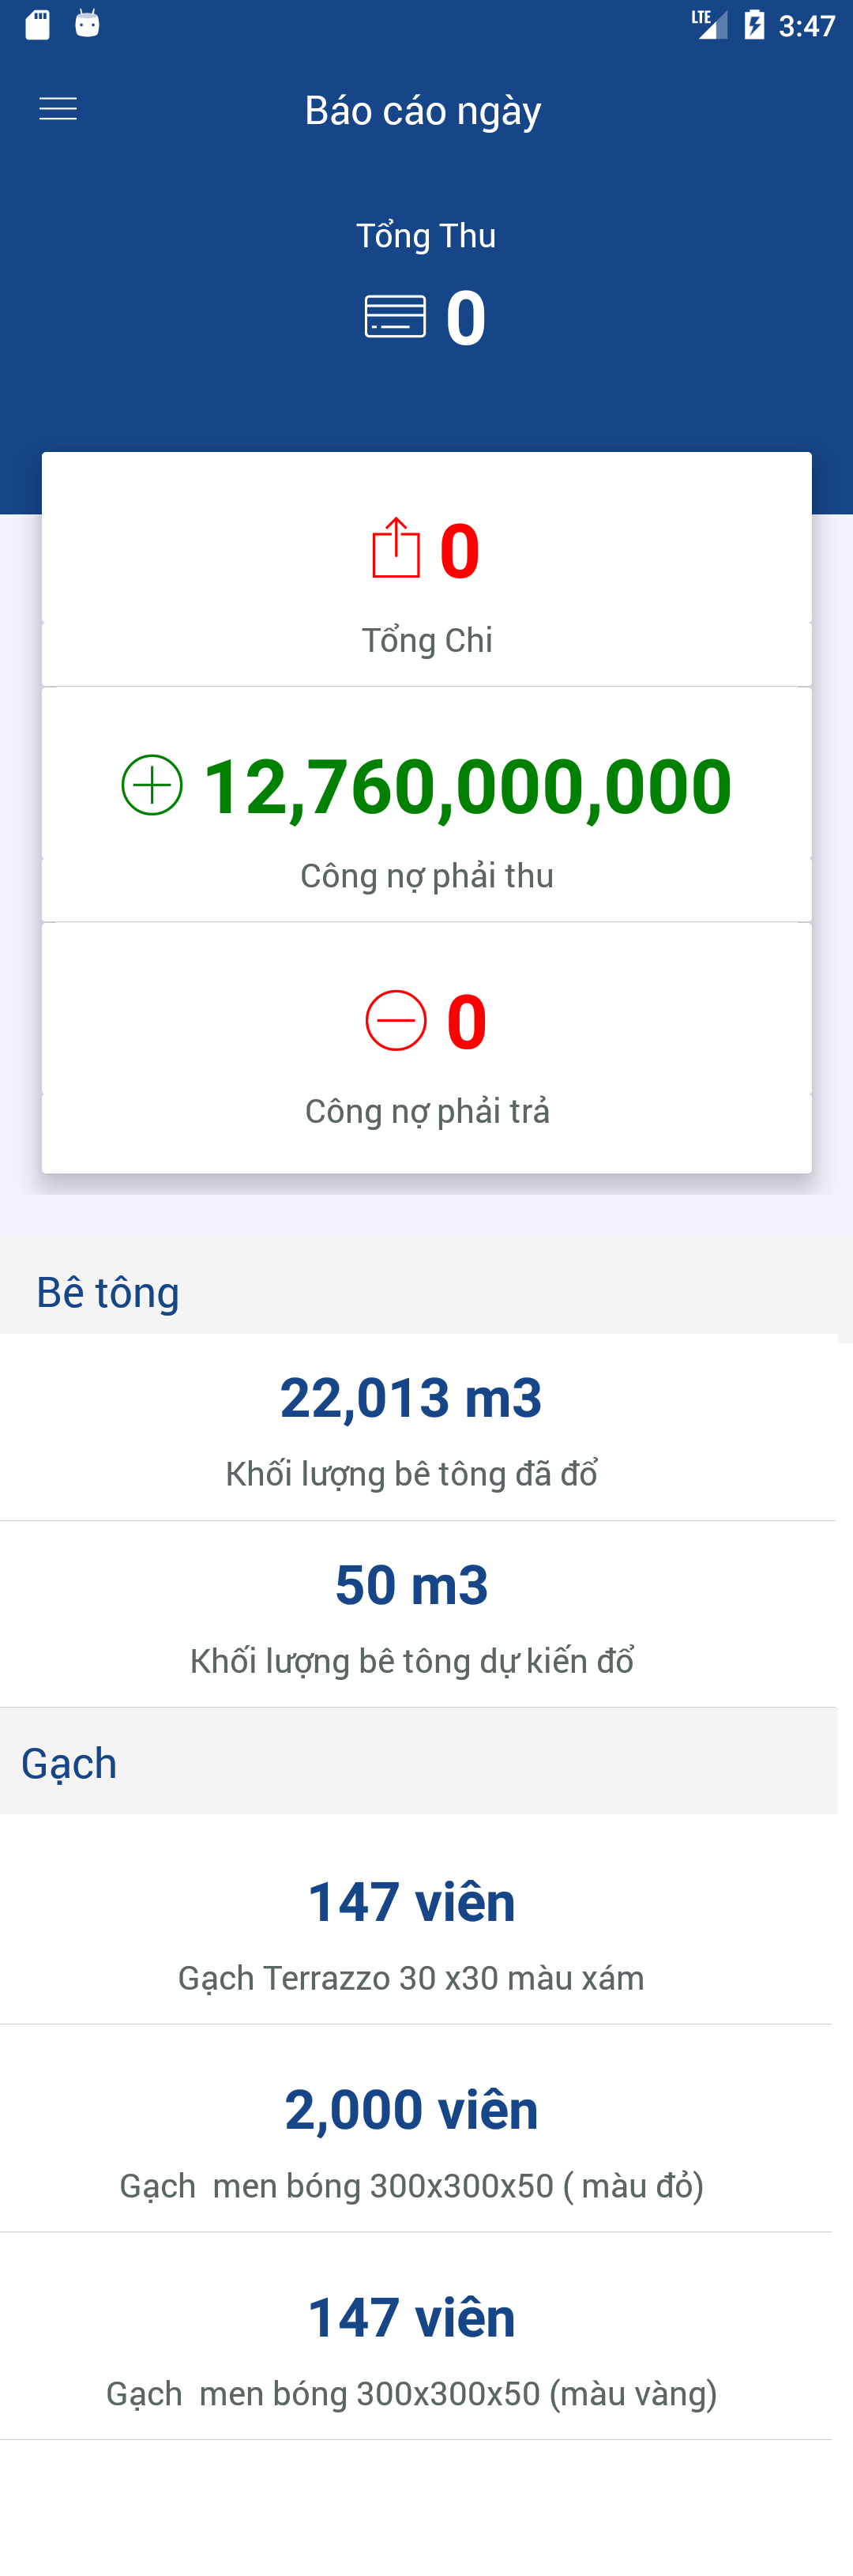 LTE 3:47
Báo cáo ngày
Tổng Thu
0
0
Tổng Chi
12,760,000,000
Công nợ phải thu
0
Công nợ phải trả
Bê tông
22,013 m3
Khối lượng bê tông đã đổ
50 m3
Khối lượng bê tông dự kiến đổ
Gạch
147 viên
Gạch Terrazzo 30 x30 màu xám
2,000 viên
Gạch  men bóng 300x300x50 ( màu đỏ)
147 viên
Gạch  men bóng 300x300x50 (màu vàng)